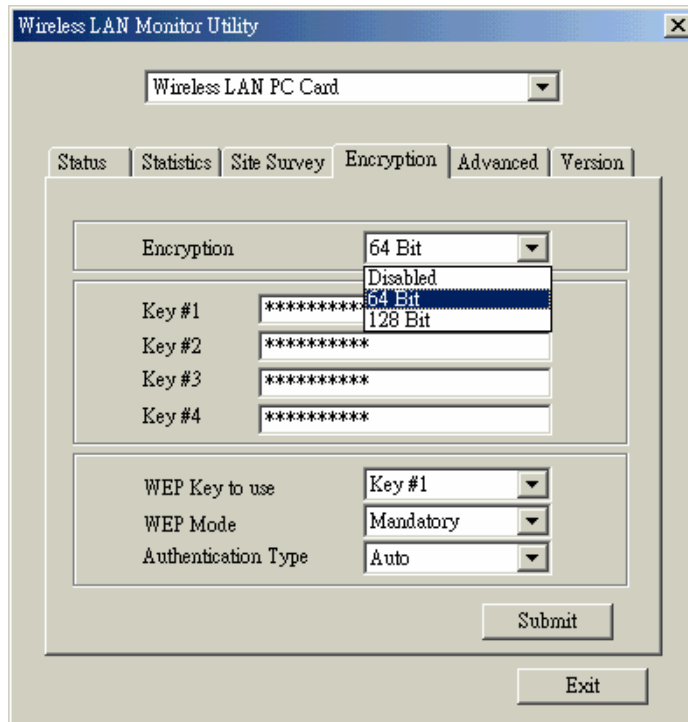 Wireless LAN Monitor Utility
Wireless LAN PC Card
Status Statistics Site Survey Encryption Advanced Version
Encryption 64 Bit
Disabled
64 Bit
128 Bit
Key #1 **********
Key #2 **********
Key #3 **********
Key #4 **********
WEP Key to use Key #1
WEP Mode Mandatory
Authentication Type Auto
Submit
Exit